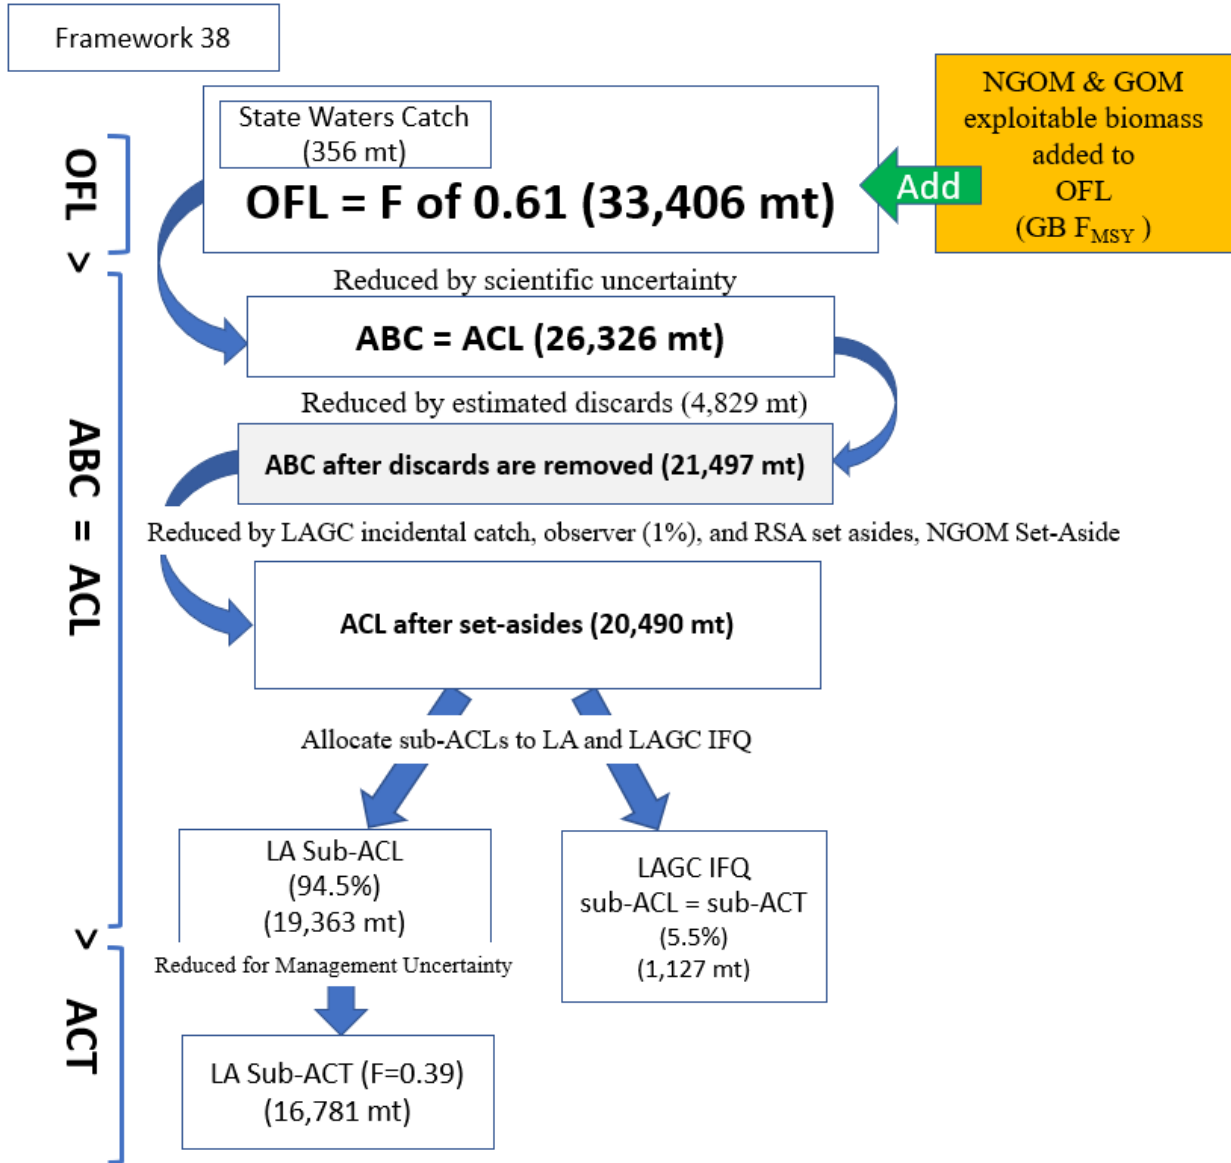 Framework 38
State Waters Catch
(356 mt)
OFL = F of 0.61 (33,406 mt)
Add
NGOM & GOM
exploitable biomass
added to
OFL
(GB FMSY )
OFL
>
Reduced by scientific uncertainty
ABC = ACL (26,326 mt)
Reduced by estimated discards (4,829 mt)
ABC after discards are removed (21,497 mt)
Reduced by LAGC incidental catch, observer (1%), and RSA set asides, NGOM Set-Aside
ABC = ACL
ACL after set-asides (20,490 mt)
Allocate sub-ACLs to LA and LAGC IFQ
LA Sub-ACL
(94.5%)
(19,363 mt)
LAGC IFQ
sub-ACL = sub-ACT
(5.5%)
(1,127 mt)
>
Reduced for Management Uncertainty
ACT
LA Sub-ACT (F=0.39)
(16,781 mt)